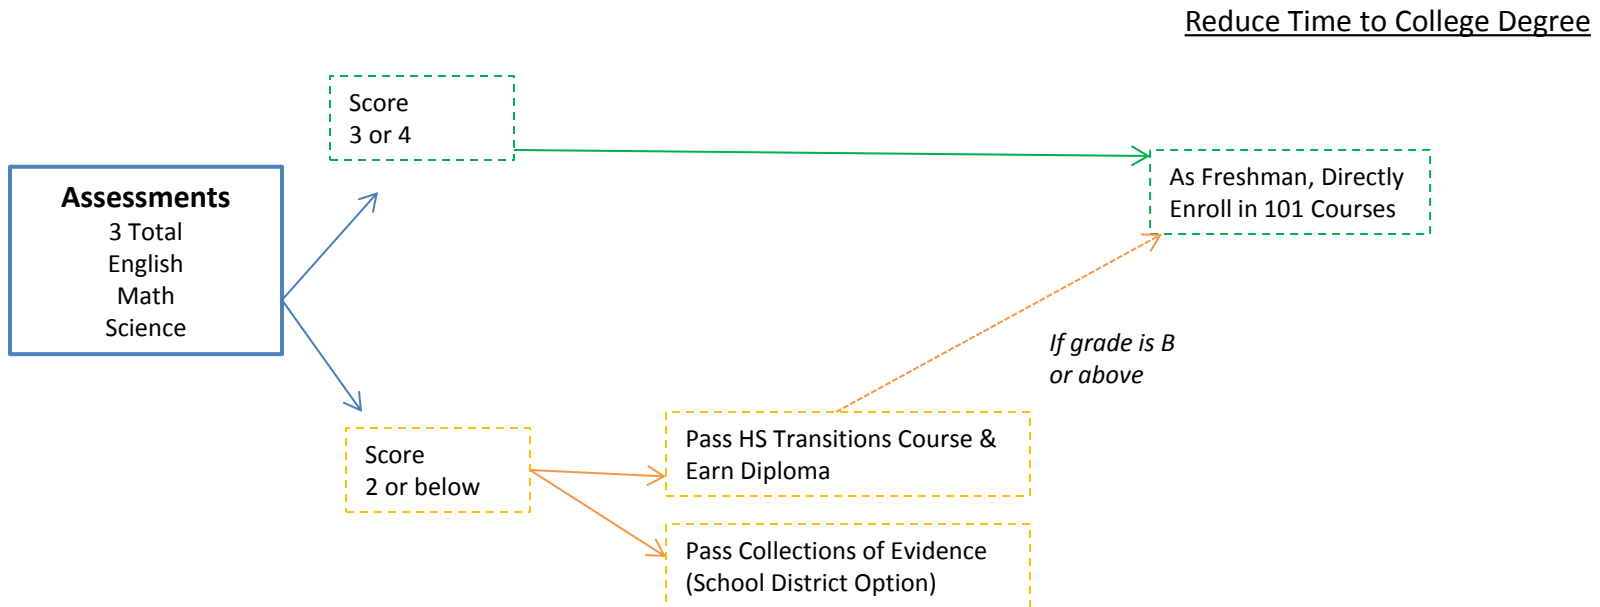 Reduce Time to College Degree
Score
3 or 4
Assessments
3 Total
English
Math
Science
As Freshman, Directly
Enroll in 101 Courses
If grade is B
or above
Score
2 or below
Pass HS Transitions Course &
Earn Diploma
Pass Collections of Evidence
(School District Option)